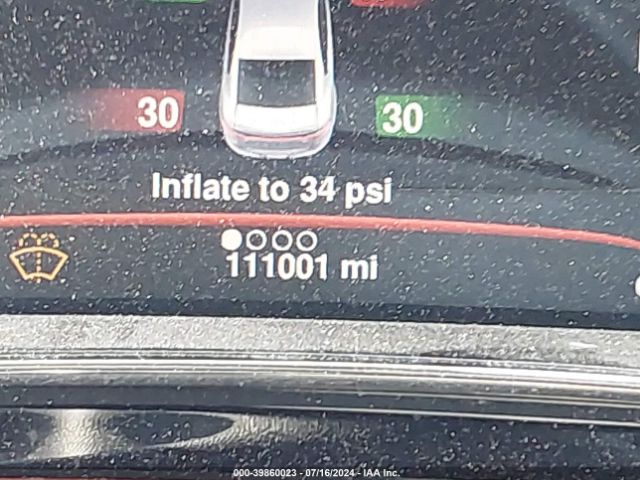 30 30
Inflate to 34 psi
111001 mi
000-39860023 - 07/16/2024 - IAA Inc.